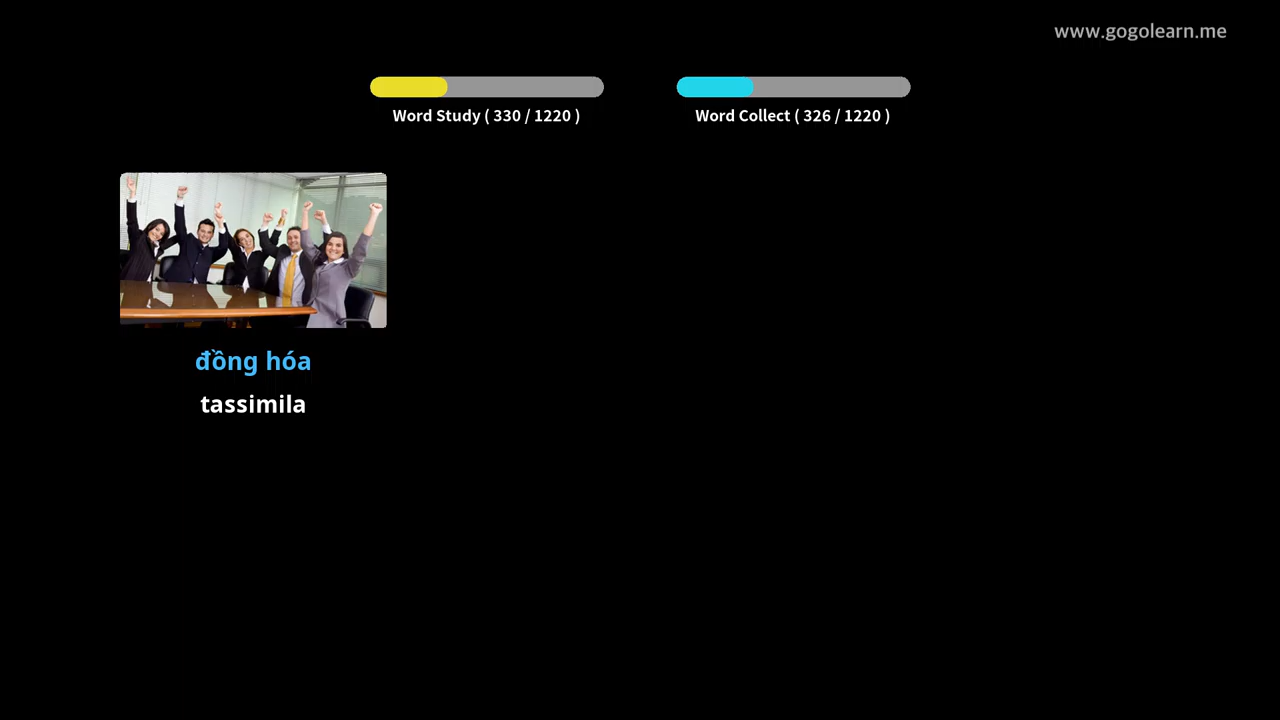 www.gogolearn.me
Word Study ( 330 / 1220 )
Word Collect ( 326 / 1220 )
đồng hóa
tassimila